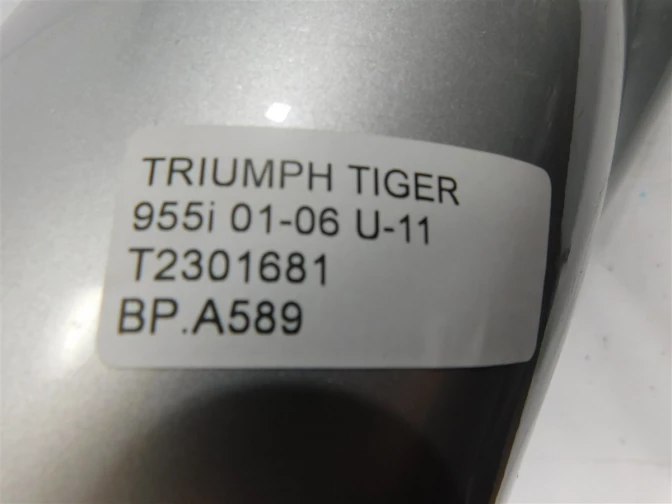 TRIUMPH TIGER
955i 01-06 U-11
T2301681
BP.A589